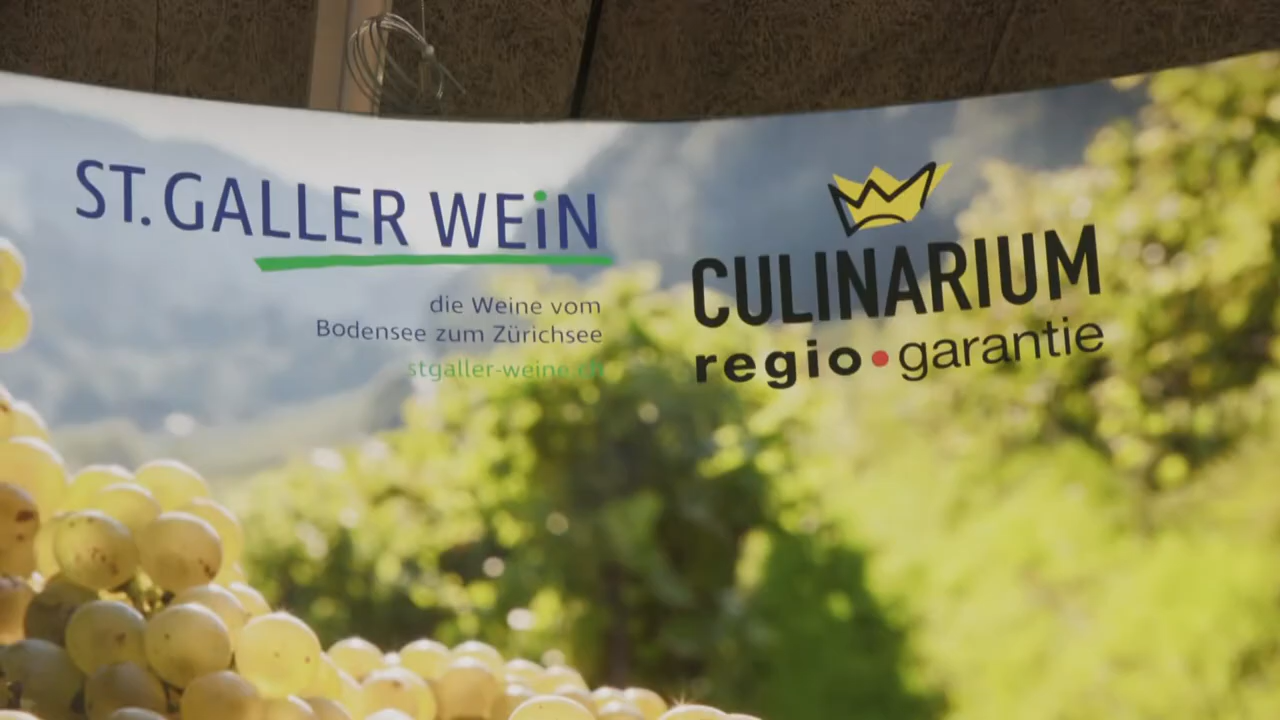 ST. GALLER WEiN
die Weine vom
Bodensee zum Zürichsee
stgaller-weine.ch
CULINARIUM
regio•garantie